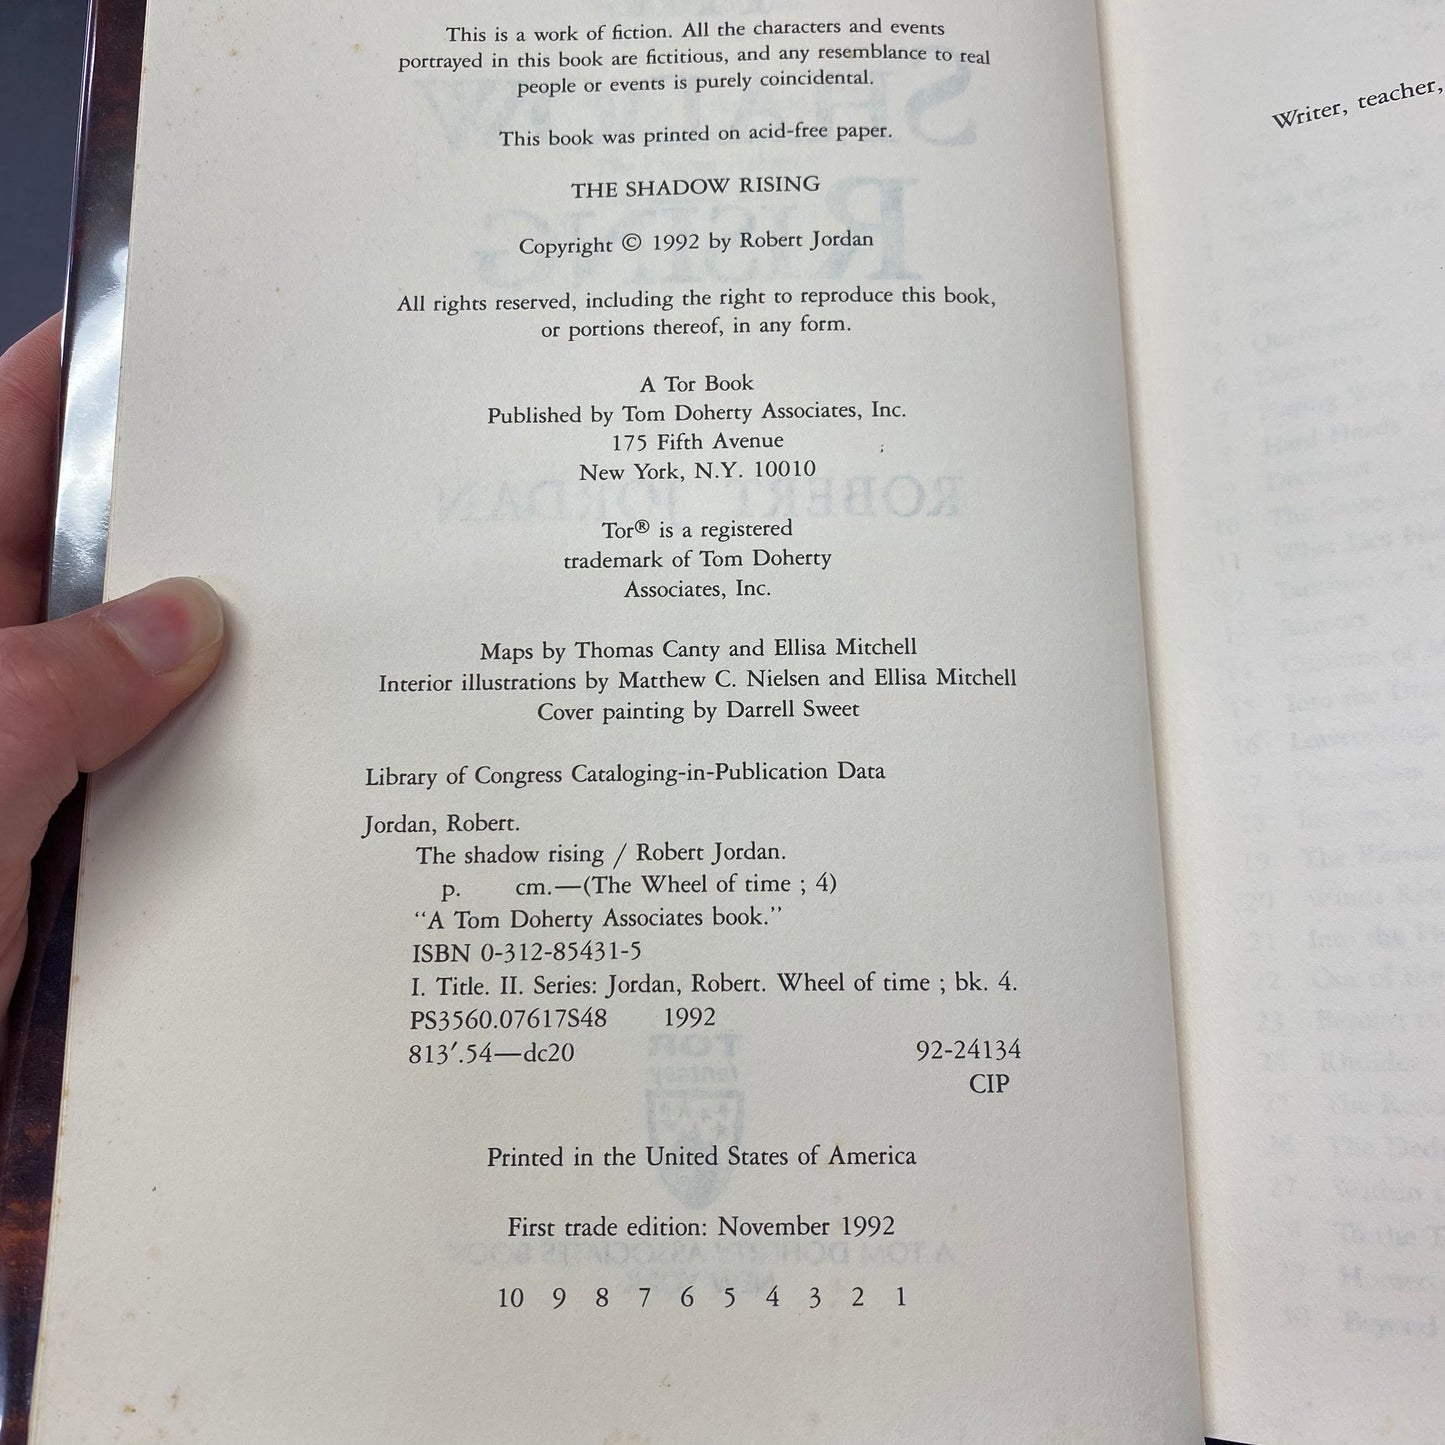 This is a work of fiction. All the characters and events
portrayed in this book are fictitious, and any resemblance to real
people or events is purely coincidental.
This book was printed on acid-free paper.
THE SHADOW RISING
Copyright © 1992 by Robert Jordan
All rights reserved, including the right to reproduce this book,
or portions thereof, in any form.
A Tor Book
Published by Tom Doherty Associates, Inc.
175 Fifth Avenue
New York, N.Y. 10010
Tor® is a registered
trademark of Tom Doherty
Associates, Inc.
Maps by Thomas Canty and Ellisa Mitchell
Interior illustrations by Matthew C. Nielsen and Ellisa Mitchell
Cover painting by Darrell Sweet
Library of Congress Cataloging-in-Publication Data
Jordan, Robert.
The shadow rising / Robert Jordan.
p. cm.—(The Wheel of time ; 4)
"A Tom Doherty Associates book."
ISBN 0-312-85431-5
I. Title. II. Series: Jordan, Robert. Wheel of time ; bk. 4.
PS3560.07617S48 1992
813'.54—dc20 92-24134
CIP
Printed in the United States of America
First trade edition: November 1992
10 9 8 7 6 5 4 3 2 1
Writer, teacher,